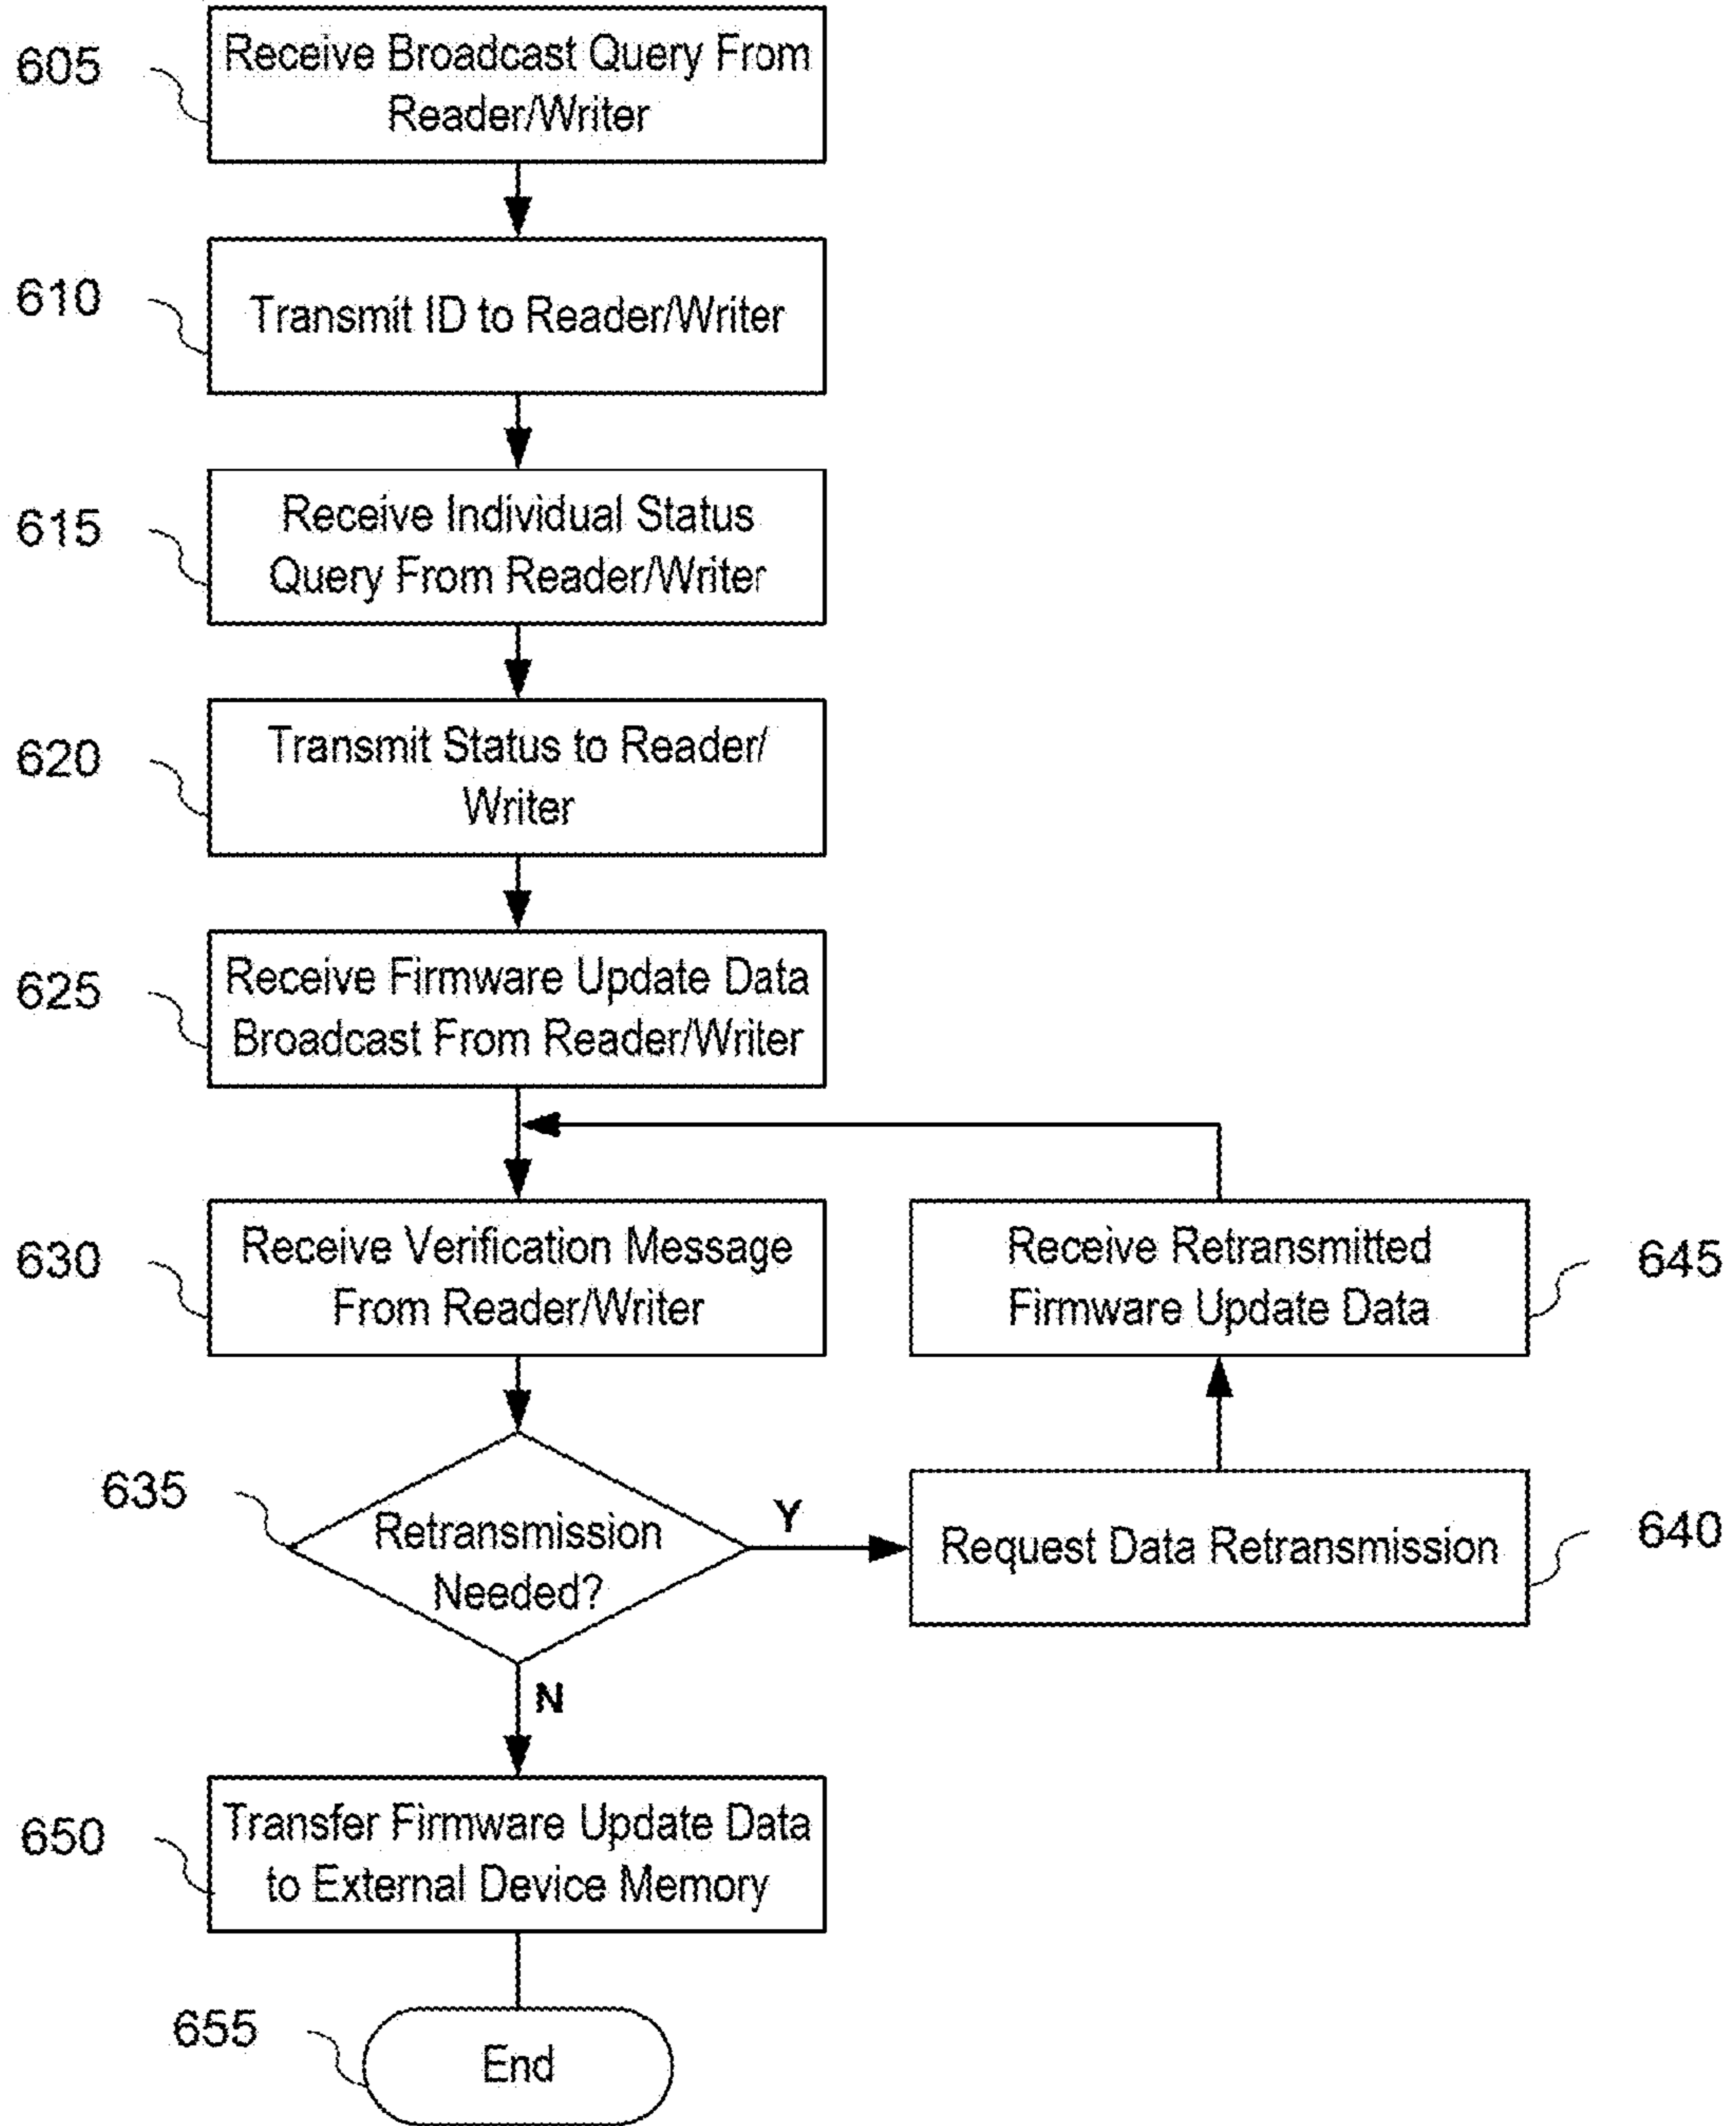 605
Receive Broadcast Query From
Reader/Writer
610
Transmit ID to Reader/Writer
615
Receive Individual Status
Query From Reader/Writer
620
Transmit Status to Reader/
Writer
625
Receive Firmware Update Data
Broadcast From Reader/Writer
630
Receive Verification Message
From Reader/Writer
Receive Retransmitted
Firmware Update Data
645
635
Retransmission
Needed?
Y
Request Data Retransmission
640
N
650
Transfer Firmware Update Data
to External Device Memory
655
End